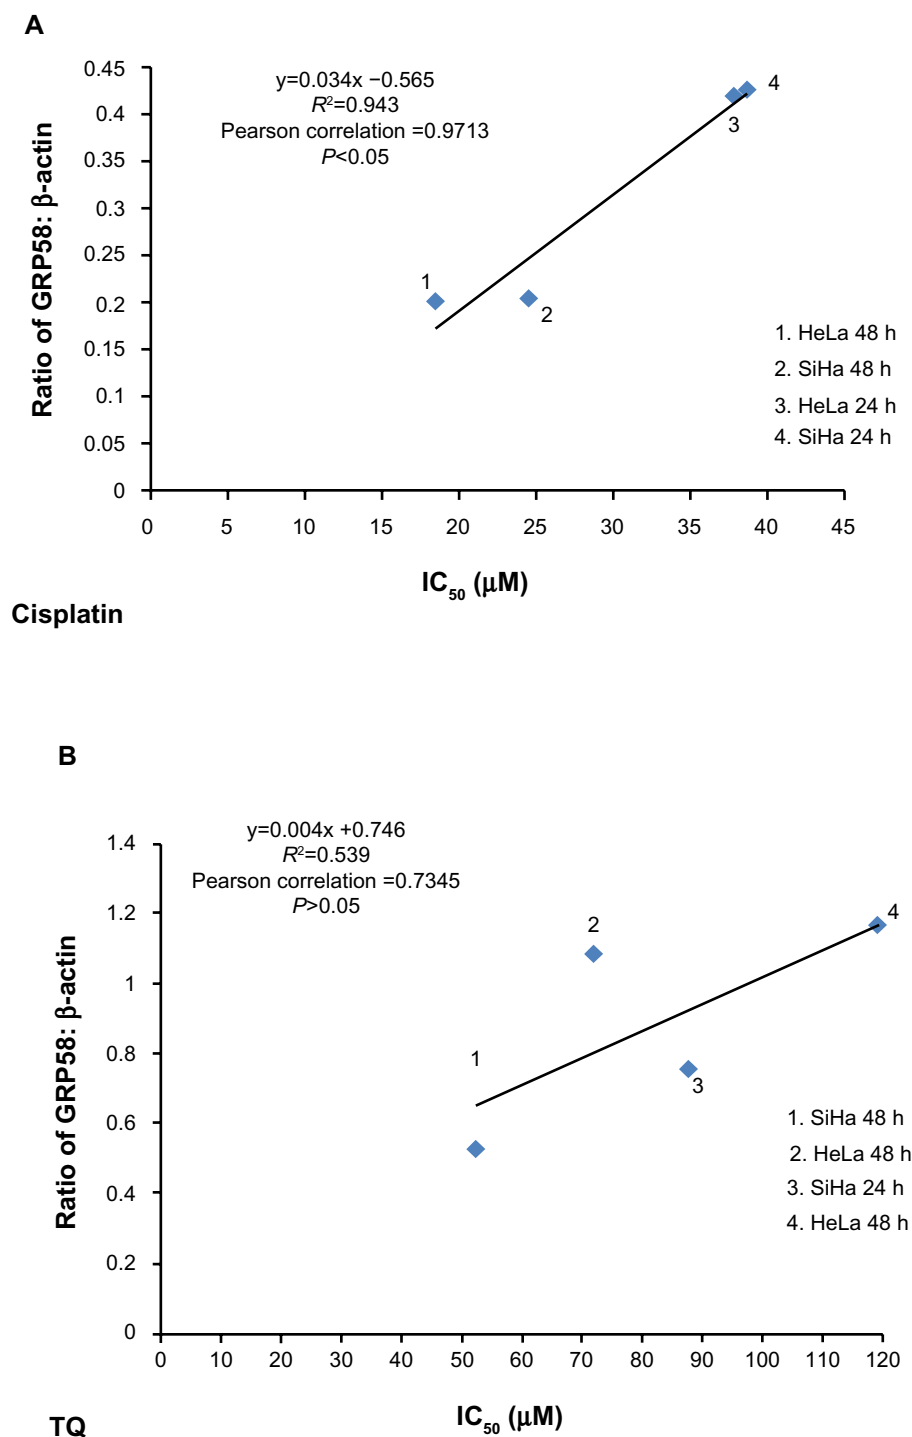 A
y=0.034x −0.565
R²=0.943
Pearson correlation =0.9713
P<0.05
Ratio of GRP58: β-actin
0.45
0.4
0.35
0.3
0.25
0.2
0.15
0.1
0.05
0
1
2
3
4
1. HeLa 48 h
2. SiHa 48 h
3. HeLa 24 h
4. SiHa 24 h
0 5 10 15 20 25 30 35 40 45
IC₅₀ (μM)
Cisplatin
B
y=0.004x +0.746
R²=0.539
Pearson correlation =0.7345
P>0.05
Ratio of GRP58: β-actin
1.4
1.2
1
0.8
0.6
0.4
0.2
0
1
2
3
4
1. SiHa 48 h
2. HeLa 48 h
3. SiHa 24 h
4. HeLa 48 h
0 10 20 30 40 50 60 70 80 90 100 110 120
IC₅₀ (μM)
TQ